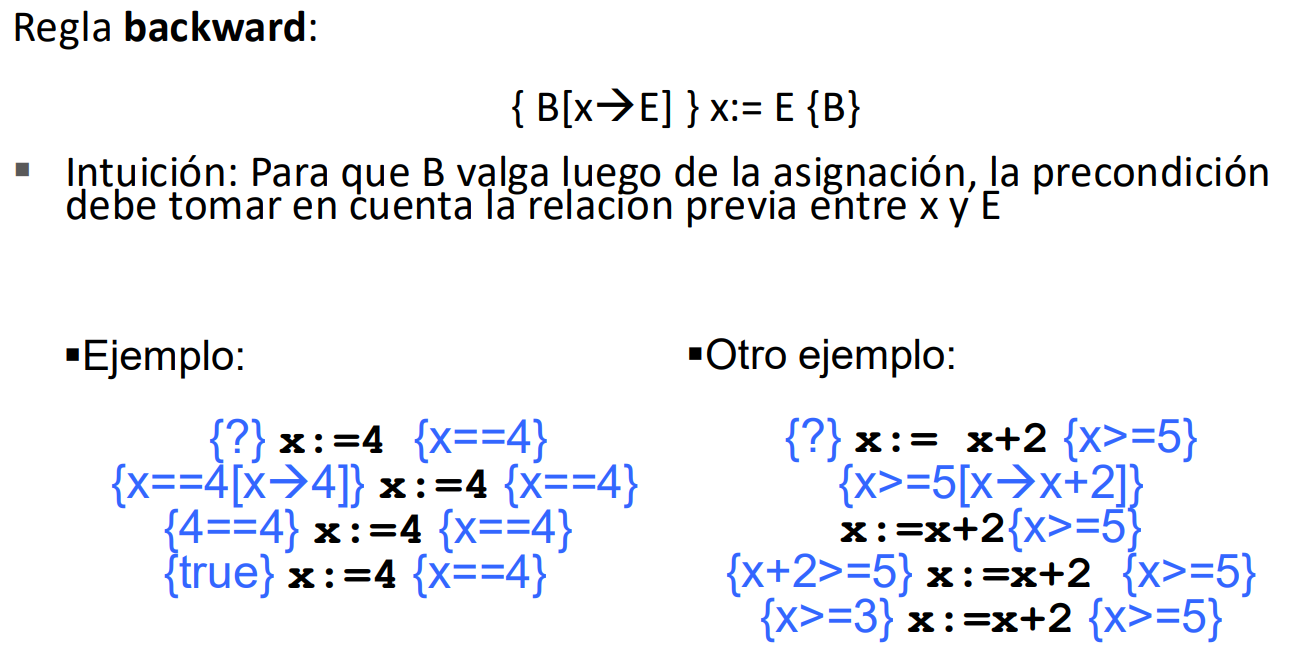 Regla backward:
{ B[x→E] } x:= E {B}
▪ Intuición: Para que B valga luego de la asignación, la precondición
debe tomar en cuenta la relación previa entre x y E
▪Ejemplo:
{?} x:=4 {x==4}
{x==4[x→4]} x:=4 {x==4}
{4==4} x:=4 {x==4}
{true} x:=4 {x==4}
▪Otro ejemplo:
{?} x:= x+2 {x>=5}
{x>=5[x→x+2]}
x:=x+2{x>=5}
{x+2>=5} x:=x+2 {x>=5}
{x>=3} x:=x+2 {x>=5}